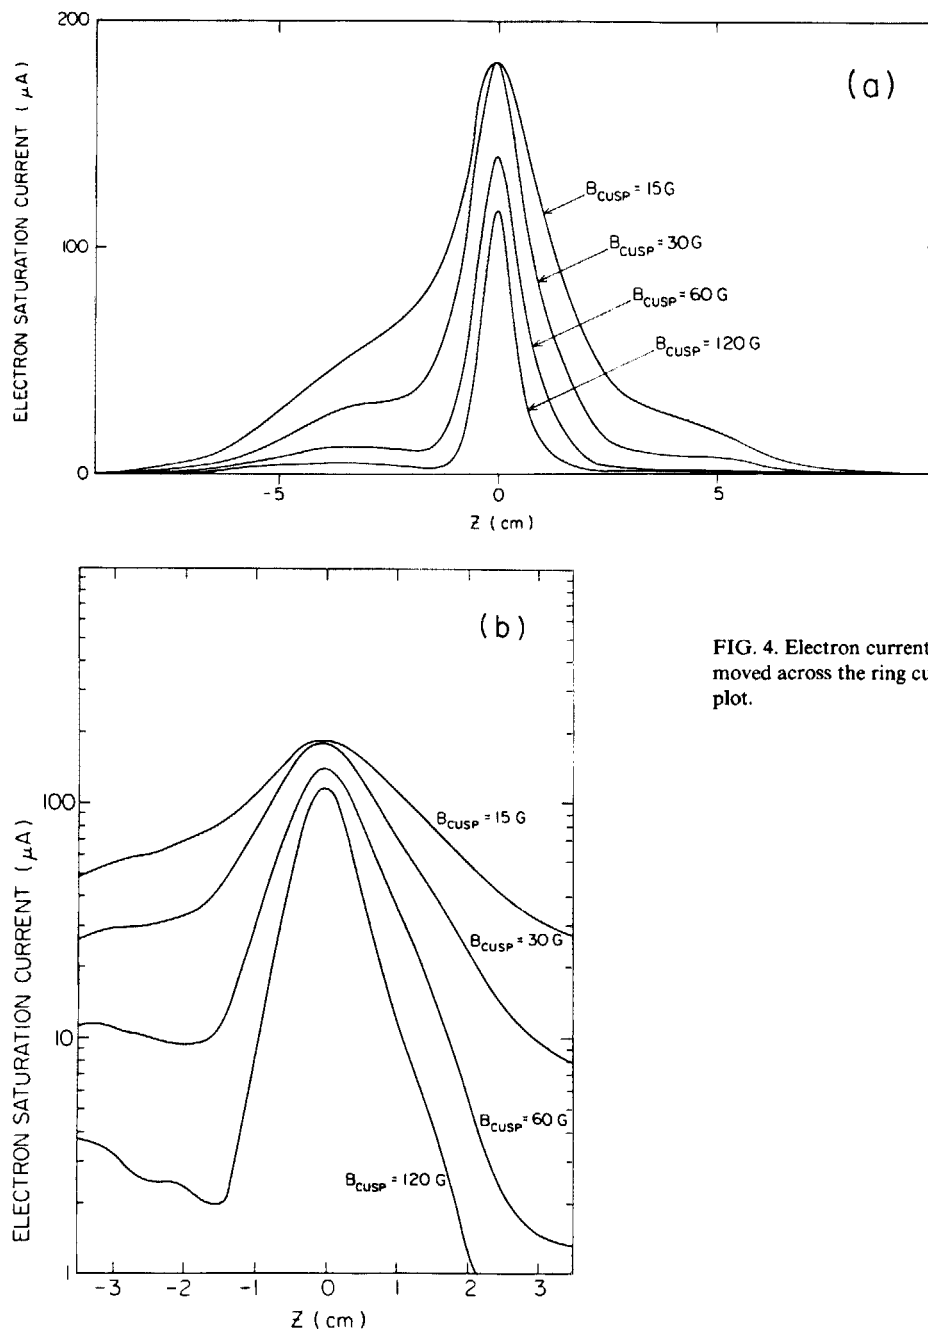 200
ELECTRON SATURATION CURRENT ( μA )
(a)
B_CUSP = 15 G
100
B_CUSP = 30 G
B_CUSP = 60 G
B_CUSP = 120 G
0
-5 0 5
Z ( cm )
(b)
FIG. 4. Electron current
moved across the ring cu
plot.
ELECTRON SATURATION CURRENT ( μA )
100
B_CUSP = 15 G
B_CUSP = 30 G
10
B_CUSP = 60 G
B_CUSP = 120 G
1
-3 -2 -1 0 1 2 3
Z ( cm )